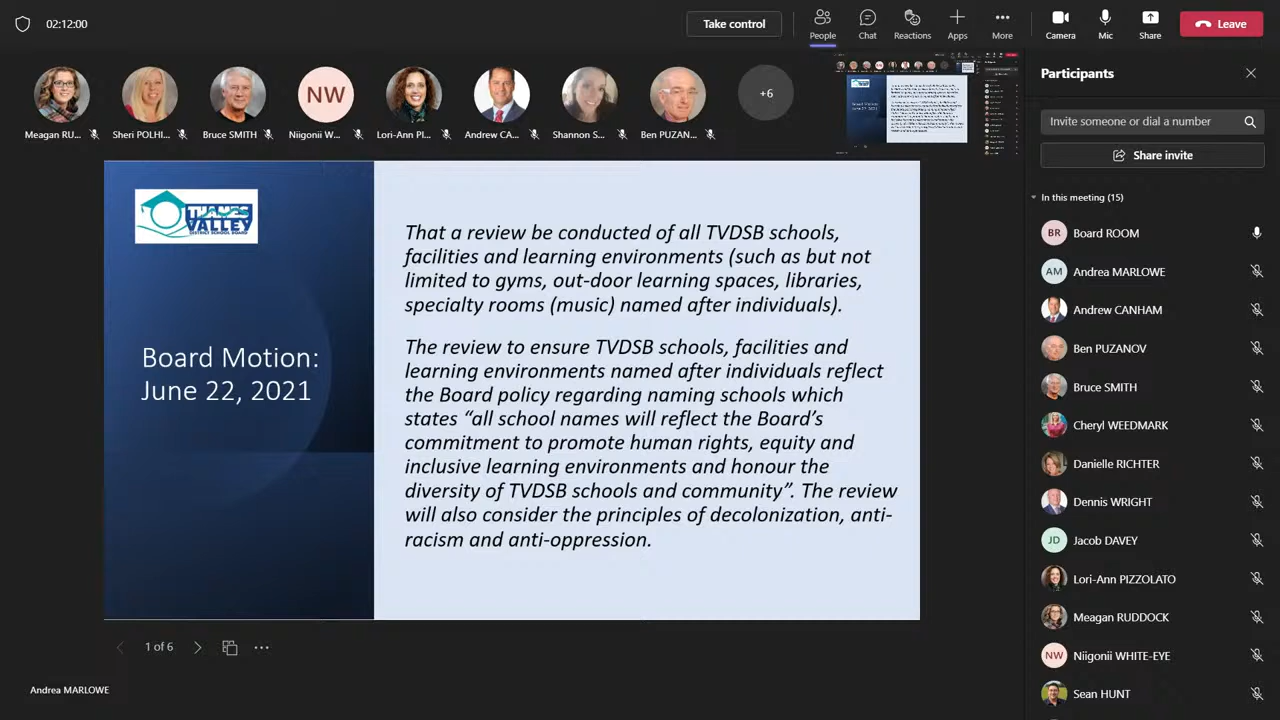 02:12:00
Take control
People
Chat
Reactions
Apps
More
Camera
Mic
Share
Leave
Meagan RU...
Sheri POLHI...
Bruce SMITH
NW
Niigonii W...
Lori-Ann PI...
Andrew CA...
Shannon S...
Ben PUZAN...
+6
THAMES
VALLEY
DISTRICT SCHOOL BOARD
Board Motion:
June 22, 2021
That a review be conducted of all TVDSB schools,
facilities and learning environments (such as but not
limited to gyms, out-door learning spaces, libraries,
specialty rooms (music) named after individuals).
The review to ensure TVDSB schools, facilities and
learning environments named after individuals reflect
the Board policy regarding naming schools which
states “all school names will reflect the Board’s
commitment to promote human rights, equity and
inclusive learning environments and honour the
diversity of TVDSB schools and community”. The review
will also consider the principles of decolonization, anti-
racism and anti-oppression.
1 of 6
Andrea MARLOWE
Participants
Invite someone or dial a number
Share invite
In this meeting (15)
BR Board ROOM
AM Andrea MARLOWE
Andrew CANHAM
Ben PUZANOV
Bruce SMITH
Cheryl WEEDMARK
Danielle RICHTER
Dennis WRIGHT
JD Jacob DAVEY
Lori-Ann PIZZOLATO
Meagan RUDDOCK
NW Niigonii WHITE-EYE
Sean HUNT